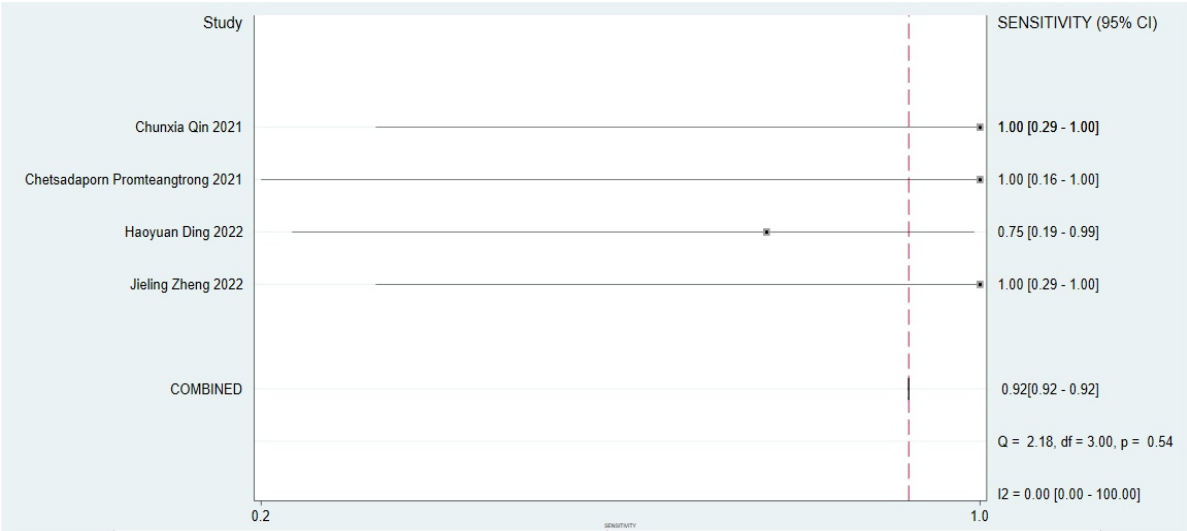 Study SENSITIVITY (95% CI)
Chunxia Qin 2021 1.00 [0.29 - 1.00]
Chetsadaporn Promteangtrong 2021 1.00 [0.16 - 1.00]
Haoyuan Ding 2022 0.75 [0.19 - 0.99]
Jieling Zheng 2022 1.00 [0.29 - 1.00]
COMBINED 0.92[0.92 - 0.92]
Q = 2.18, df = 3.00, p = 0.54
I2 = 0.00 [0.00 - 100.00]
0.2 1.0
SENSITIVITY